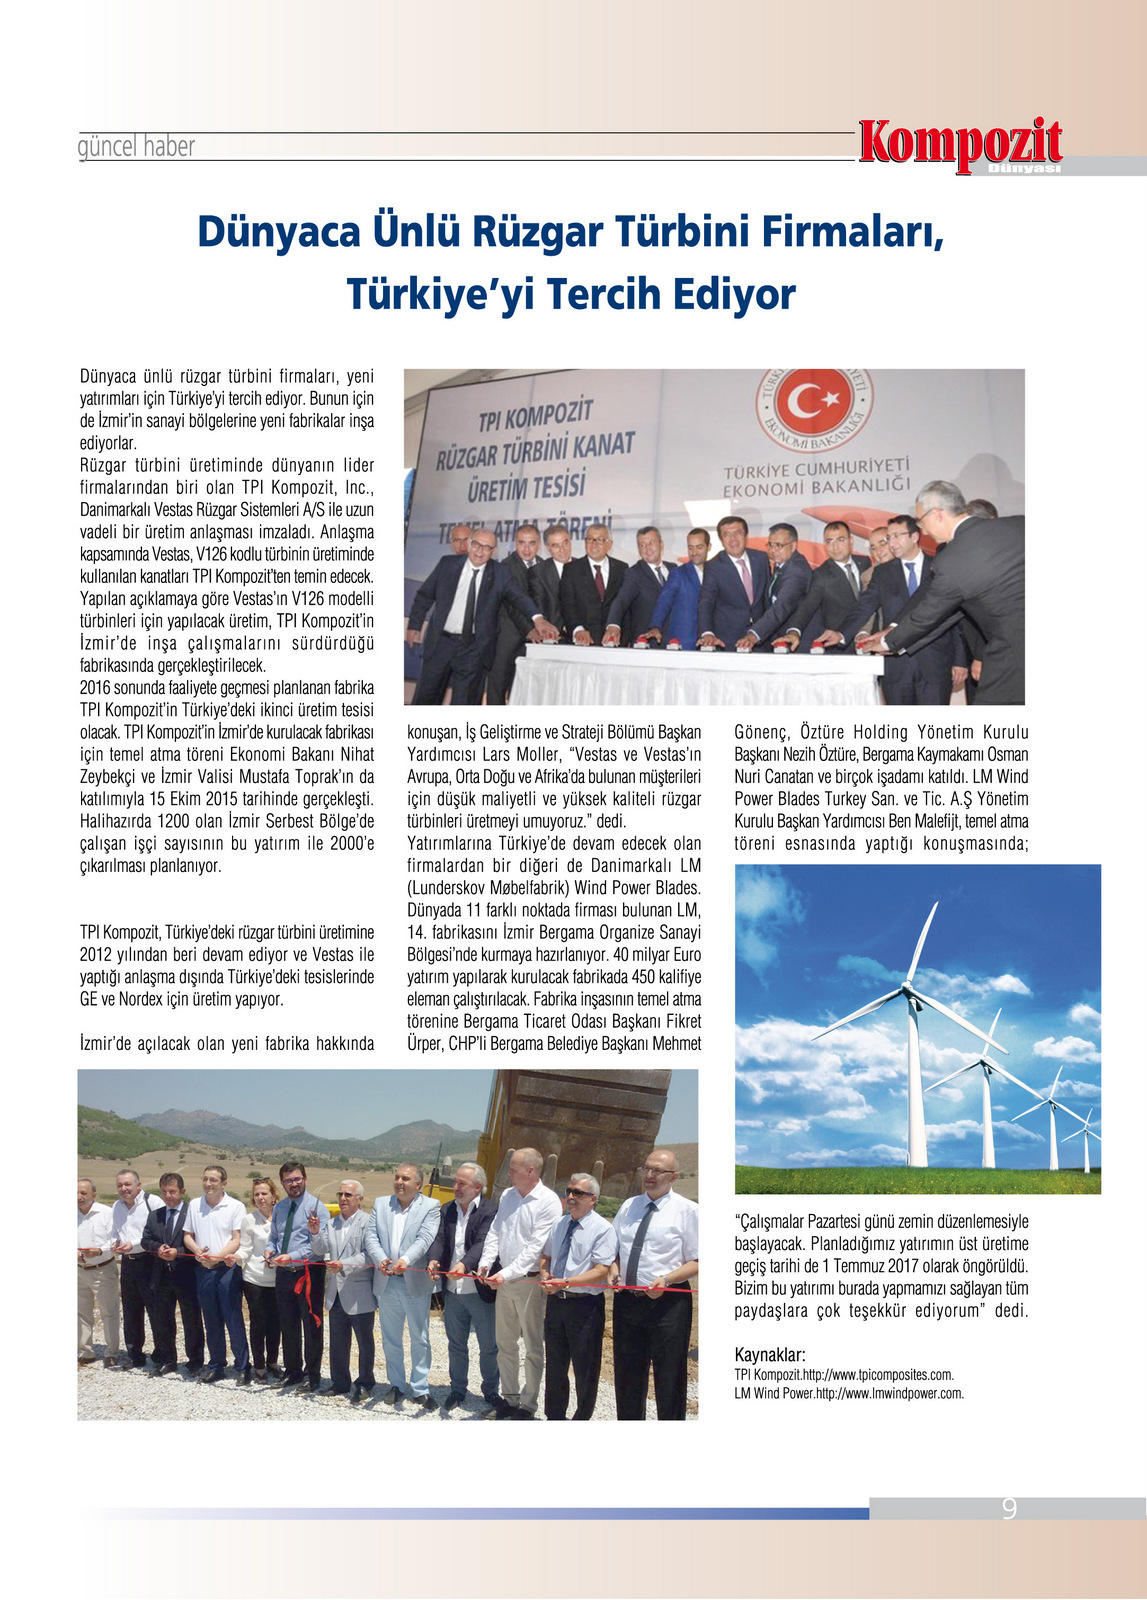 güncel haber
Kompozit
Dünyası
Dünyaca Ünlü Rüzgar Türbini Firmaları,
Türkiye’yi Tercih Ediyor
Dünyaca ünlü rüzgar türbini firmaları, yeni
yatırımları için Türkiye’yi tercih ediyor. Bunun için
de İzmir’in sanayi bölgelerine yeni fabrikalar inşa
ediyorlar.
Rüzgar türbini üretiminde dünyanın lider
firmalarından biri olan TPI Kompozit, Inc.,
Danimarkalı Vestas Rüzgar Sistemleri A/S ile uzun
vadeli bir üretim anlaşması imzaladı. Anlaşma
kapsamında Vestas, V126 kodlu türbinin üretiminde
kullanılan kanatları TPI Kompozit’ten temin edecek.
Yapılan açıklamaya göre Vestas’ın V126 modelli
türbinleri için yapılacak üretim, TPI Kompozit’in
İzmir’de inşa çalışmalarını sürdürdüğü
fabrikasında gerçekleştirilecek.
2016 sonunda faaliyete geçmesi planlanan fabrika
TPI Kompozit’in Türkiye’deki ikinci üretim tesisi
olacak. TPI Kompozit’in İzmir’de kurulacak fabrikası
için temel atma töreni Ekonomi Bakanı Nihat
Zeybekçi ve İzmir Valisi Mustafa Toprak’ın da
katılımıyla 15 Ekim 2015 tarihinde gerçekleşti.
Halihazırda 1200 olan İzmir Serbest Bölge’de
çalışan işçi sayısının bu yatırım ile 2000’e
çıkarılması planlanıyor.
TPI Kompozit, Türkiye’deki rüzgar türbini üretimine
2012 yılından beri devam ediyor ve Vestas ile
yaptığı anlaşma dışında Türkiye’deki tesislerinde
GE ve Nordex için üretim yapıyor.
İzmir’de açılacak olan yeni fabrika hakkında
TPI KOMPOZİT
RÜZGAR TÜRBİNİ KANAT
ÜRETİM TESİSİ
TEMEL ATMA TÖRENİ
EKONOMİ BAKANLIĞI
TÜRKİYE CUMHURİYETİ
EKONOMİ BAKANLIĞI
konuşan, İş Geliştirme ve Strateji Bölümü Başkan
Yardımcısı Lars Moller, “Vestas ve Vestas’ın
Avrupa, Orta Doğu ve Afrika’da bulunan müşterileri
için düşük maliyetli ve yüksek kaliteli rüzgar
türbinleri üretmeyi umuyoruz.” dedi.
Yatırımlarına Türkiye’de devam edecek olan
firmalardan bir diğeri de Danimarkalı LM
(Lunderskov Møbelfabrik) Wind Power Blades.
Dünyada 11 farklı noktada firması bulunan LM,
14. fabrikasını İzmir Bergama Organize Sanayi
Bölgesi’nde kurmaya hazırlanıyor. 40 milyar Euro
yatırım yapılarak kurulacak fabrikada 450 kalifiye
eleman çalıştırılacak. Fabrika inşasının temel atma
törenine Bergama Ticaret Odası Başkanı Fikret
Ürper, CHP’li Bergama Belediye Başkanı Mehmet
Gönenç, Öztüre Holding Yönetim Kurulu
Başkanı Nezih Öztüre, Bergama Kaymakamı Osman
Nuri Canatan ve birçok işadamı katıldı. LM Wind
Power Blades Turkey San. ve Tic. A.Ş Yönetim
Kurulu Başkan Yardımcısı Ben Malefijt, temel atma
töreni esnasında yaptığı konuşmasında;
“Çalışmalar Pazartesi günü zemin düzenlemesiyle
başlayacak. Planladığımız yatırımın üst üretime
geçiş tarihi de 1 Temmuz 2017 olarak öngörüldü.
Bizim bu yatırımı burada yapmamızı sağlayan tüm
paydaşlara çok teşekkür ediyorum” dedi.
Kaynaklar:
TPI Kompozit.http://www.tpicomposites.com.
LM Wind Power.http://www.lmwindpower.com.
9